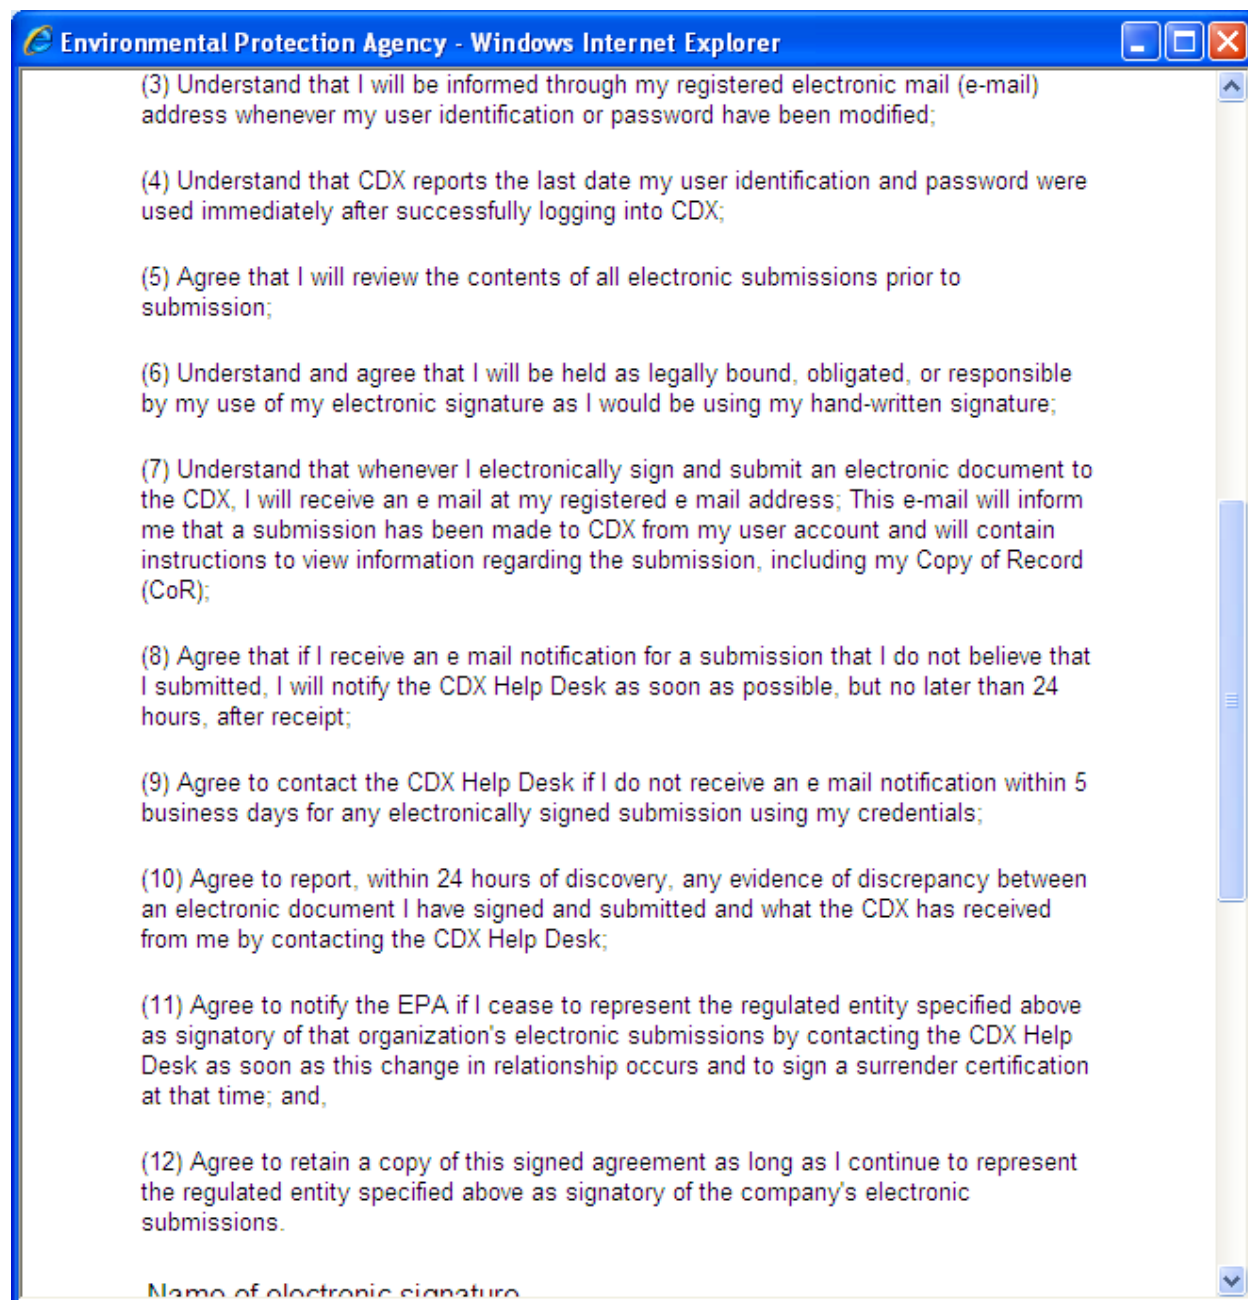 Environmental Protection Agency - Windows Internet Explorer
(3) Understand that I will be informed through my registered electronic mail (e-mail)
address whenever my user identification or password have been modified;
(4) Understand that CDX reports the last date my user identification and password were
used immediately after successfully logging into CDX;
(5) Agree that I will review the contents of all electronic submissions prior to
submission;
(6) Understand and agree that I will be held as legally bound, obligated, or responsible
by my use of my electronic signature as I would be using my hand-written signature;
(7) Understand that whenever I electronically sign and submit an electronic document to
the CDX, I will receive an e mail at my registered e mail address; This e-mail will inform
me that a submission has been made to CDX from my user account and will contain
instructions to view information regarding the submission, including my Copy of Record
(CoR);
(8) Agree that if I receive an e mail notification for a submission that I do not believe that
I submitted, I will notify the CDX Help Desk as soon as possible, but no later than 24
hours, after receipt;
(9) Agree to contact the CDX Help Desk if I do not receive an e mail notification within 5
business days for any electronically signed submission using my credentials;
(10) Agree to report, within 24 hours of discovery, any evidence of discrepancy between
an electronic document I have signed and submitted and what the CDX has received
from me by contacting the CDX Help Desk;
(11) Agree to notify the EPA if I cease to represent the regulated entity specified above
as signatory of that organization's electronic submissions by contacting the CDX Help
Desk as soon as this change in relationship occurs and to sign a surrender certification
at that time; and,
(12) Agree to retain a copy of this signed agreement as long as I continue to represent
the regulated entity specified above as signatory of the company's electronic
submissions.
Name of electronic signature